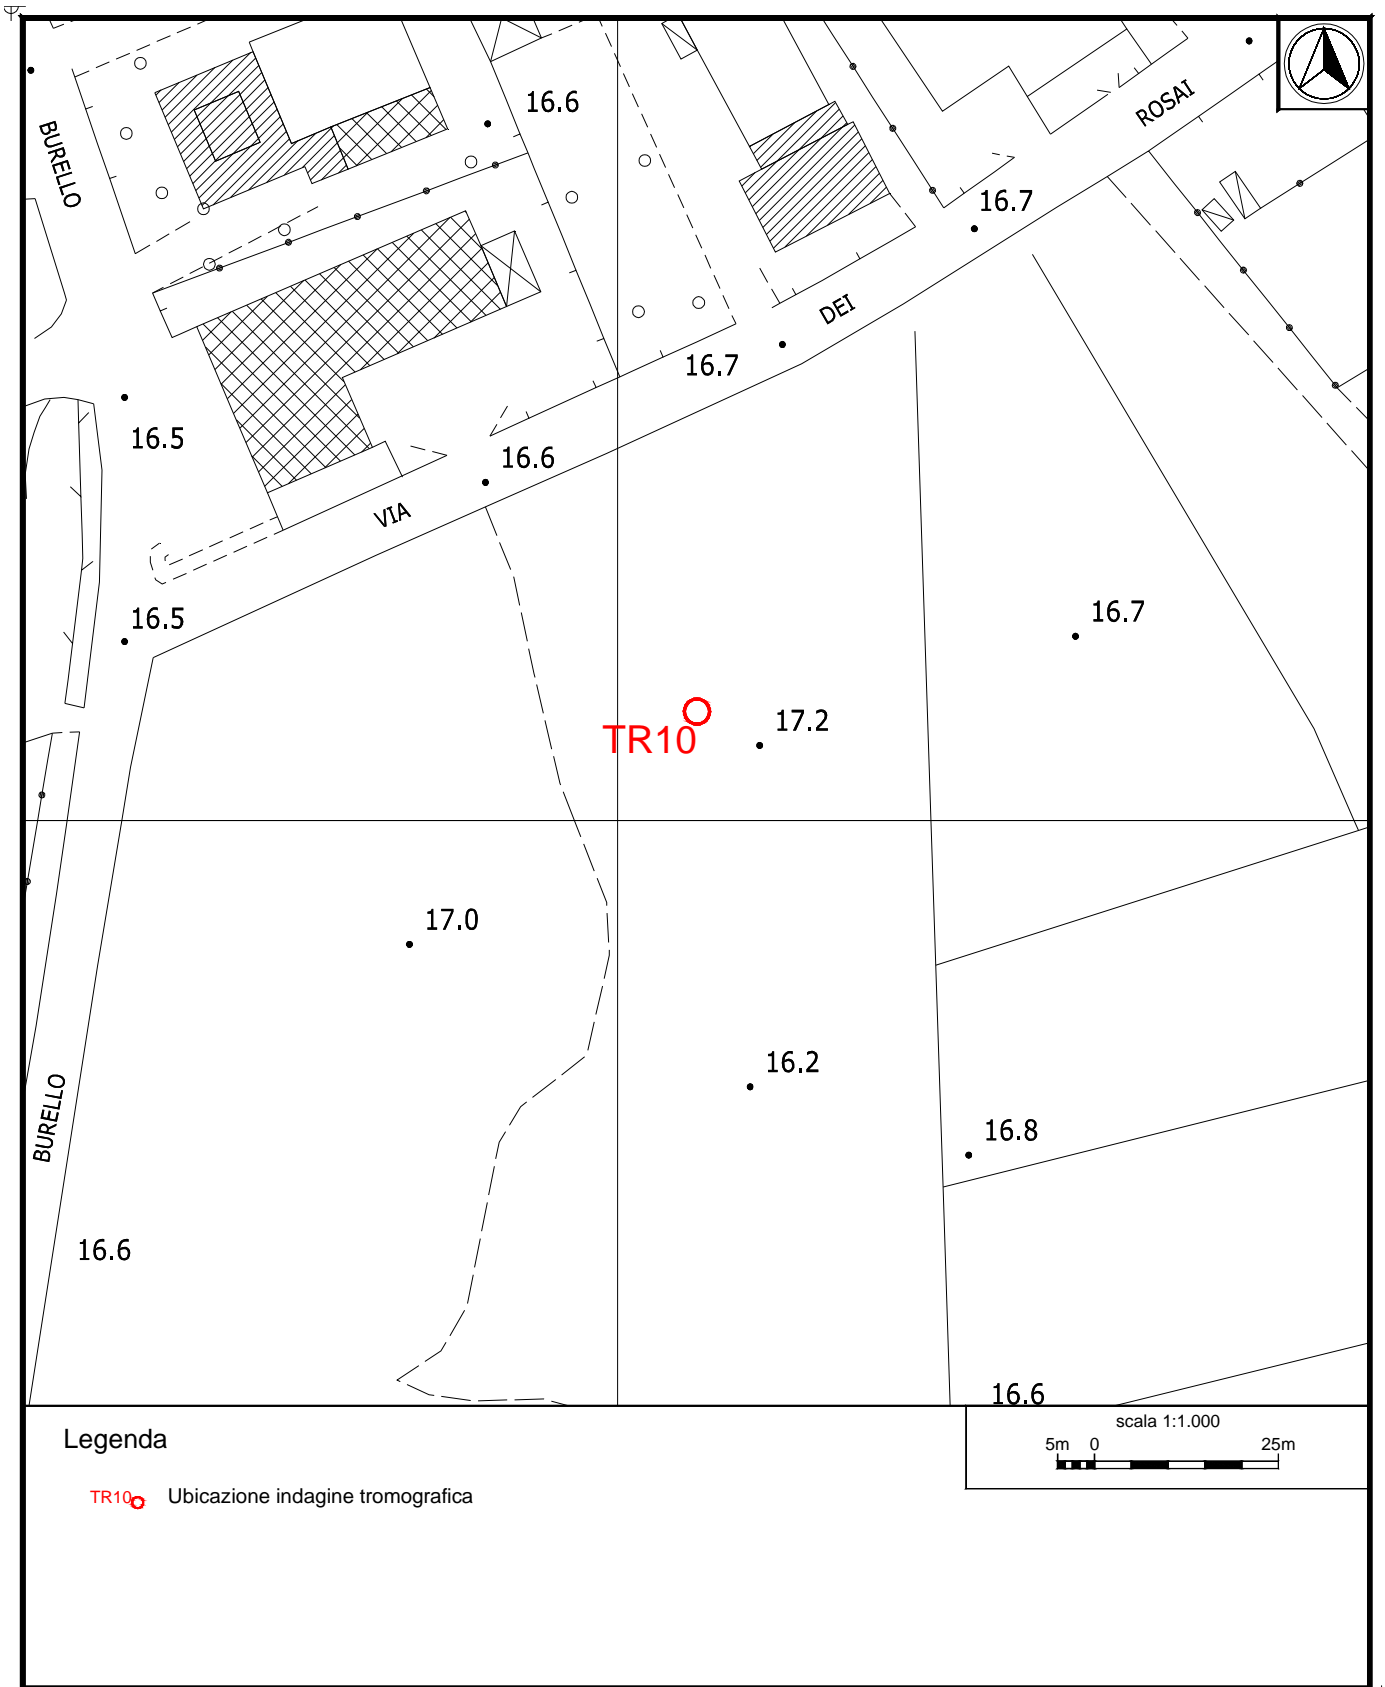 16.6
ROSAI
BURELLO
16.7
DEI
16.7
16.5
16.6
VIA
16.5
16.7
TR10
17.2
17.0
16.2
BURELLO
16.8
16.6
16.6
Legenda
scala 1:1.000
5m 0 25m
TR10 Ubicazione indagine tromografica